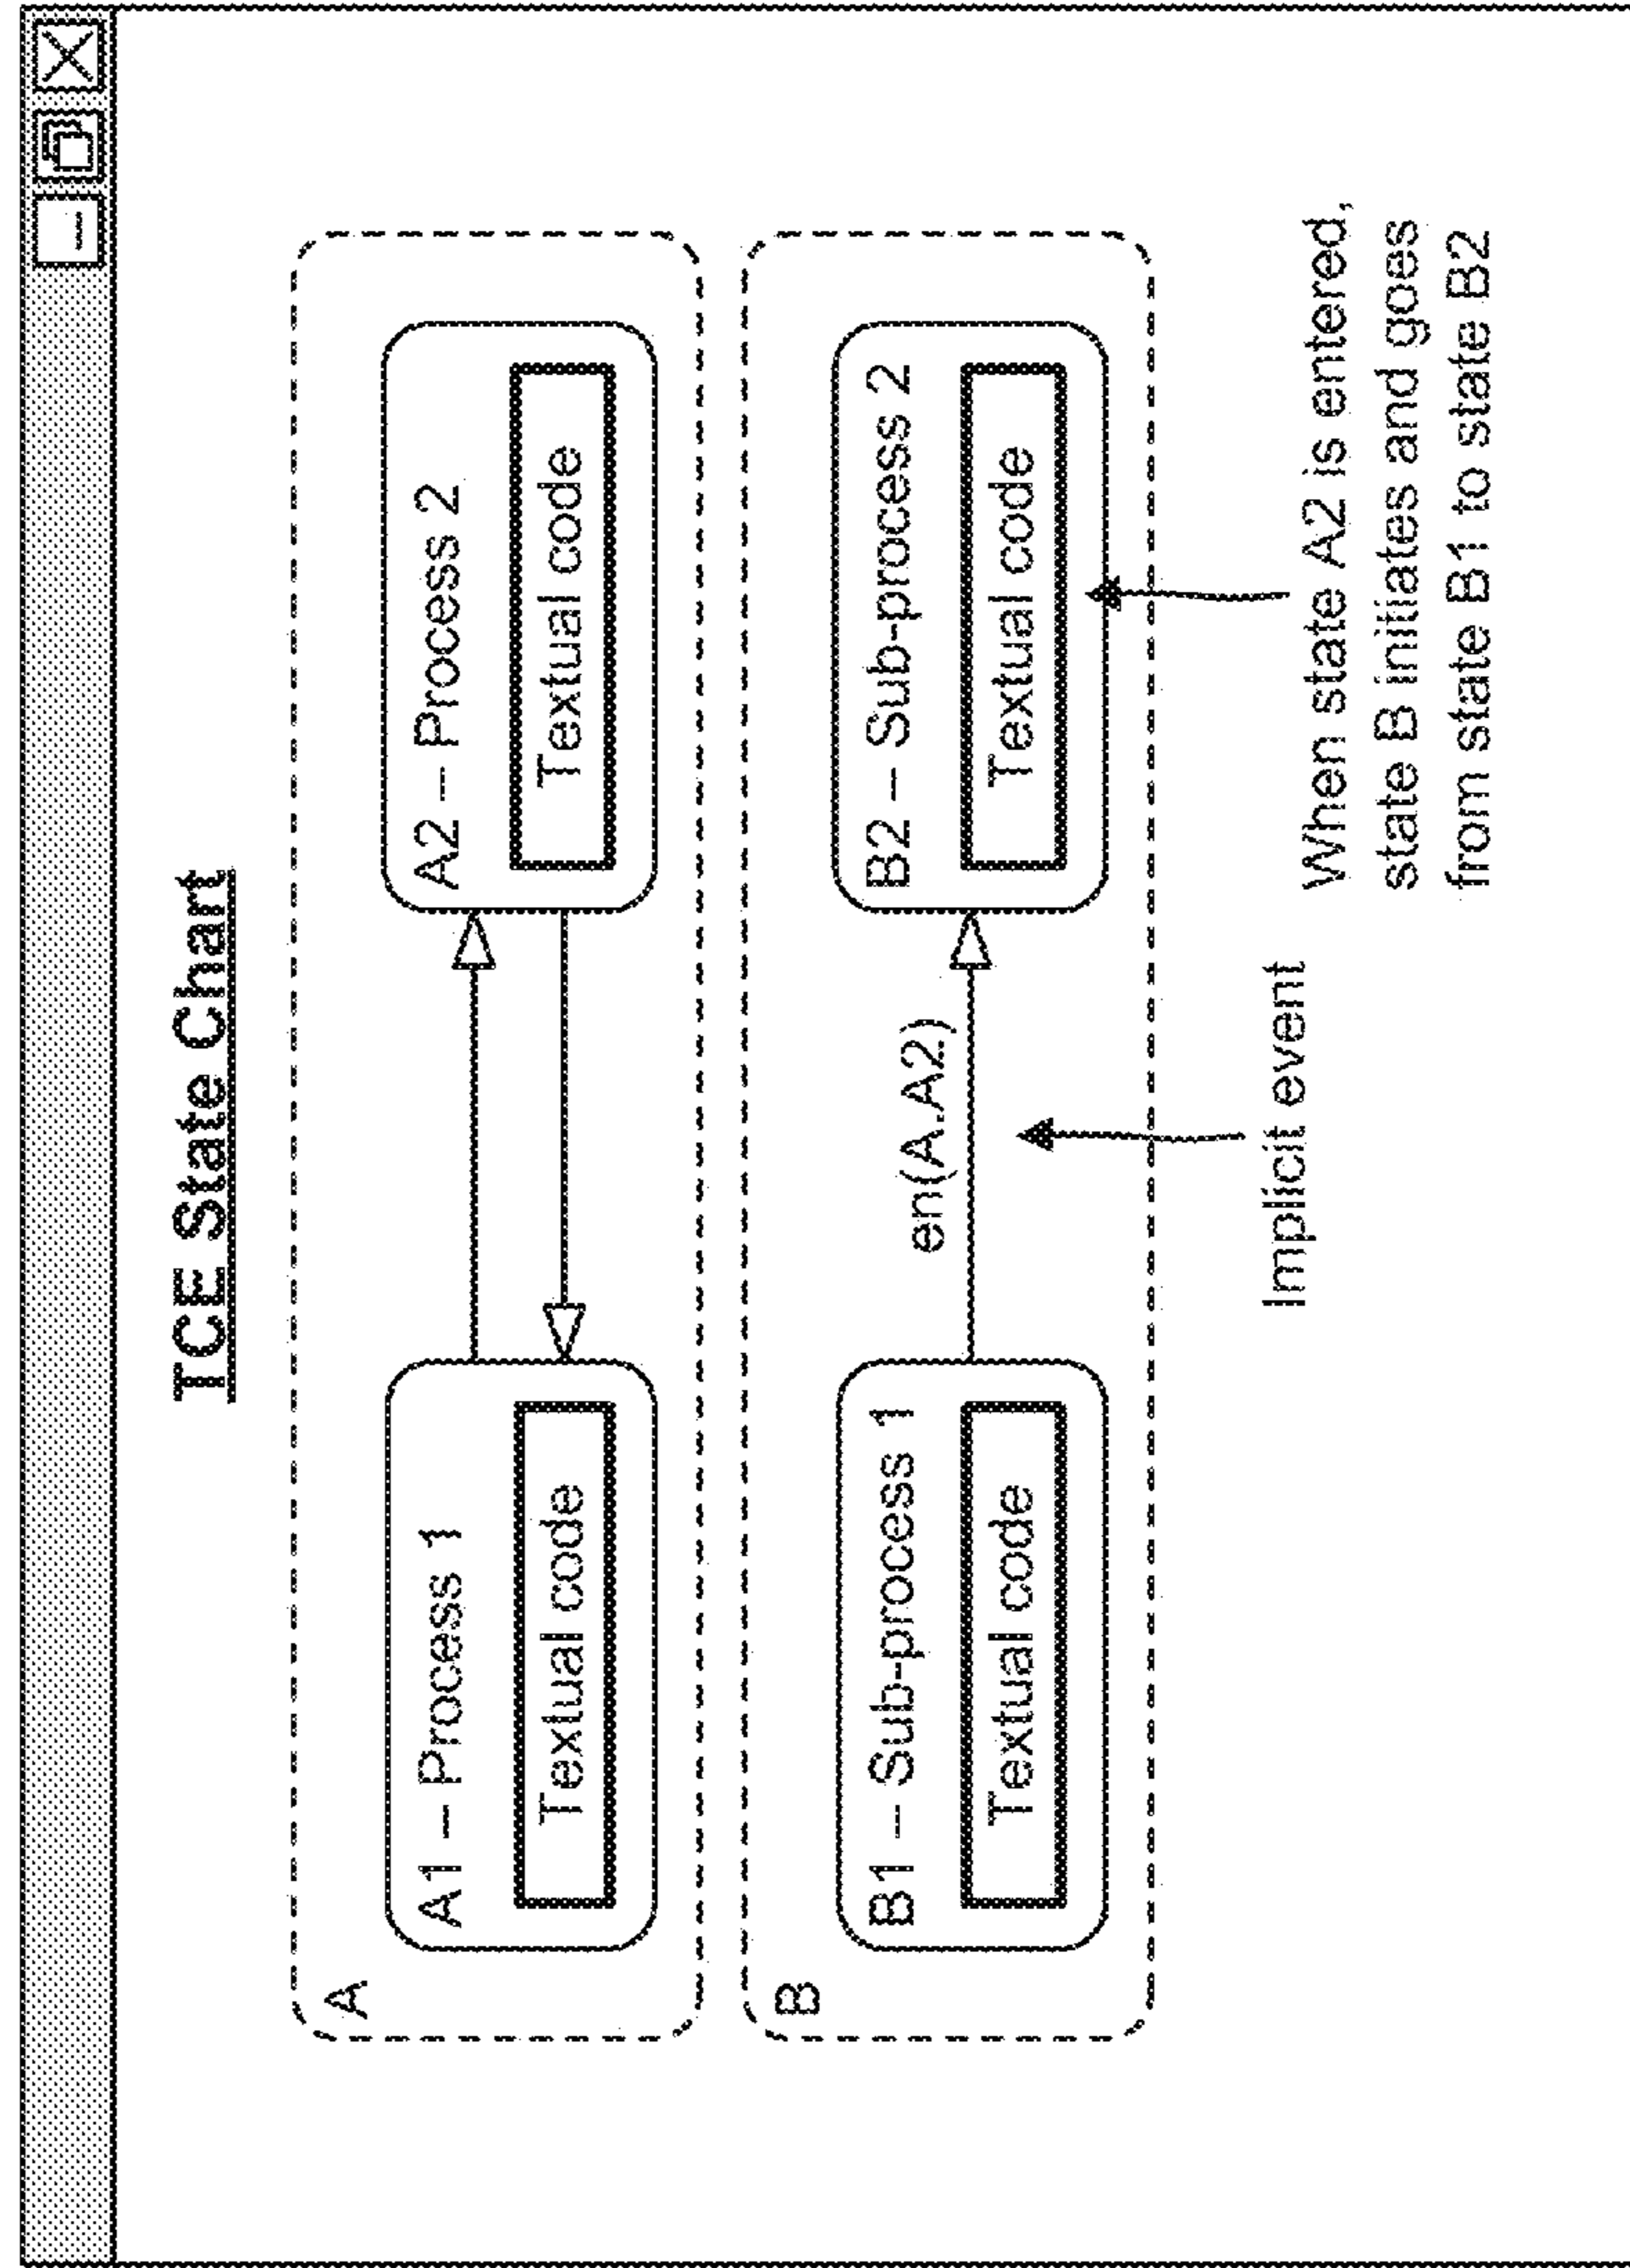 TCE State Chart
A
A1 – Process 1
Textual code
A2 – Process 2
Textual code
B
B1 – Sub-process 1
Textual code
en(A.A2)
B2 – Sub-process 2
Textual code
Implicit event
When state A2 is entered,
state B initiates and goes
from state B1 to state B2